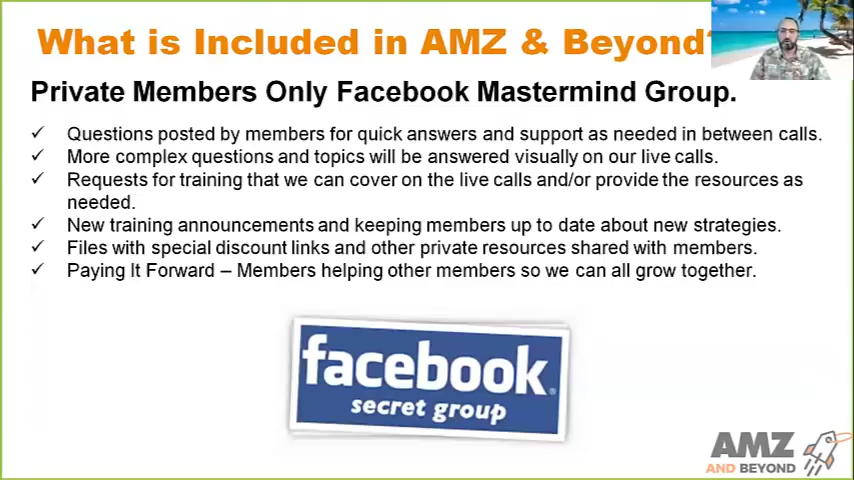 What is Included in AMZ & Beyond?
Private Members Only Facebook Mastermind Group.
✓ Questions posted by members for quick answers and support as needed in between calls.
✓ More complex questions and topics will be answered visually on our live calls.
✓ Requests for training that we can cover on the live calls and/or provide the resources as
needed.
✓ New training announcements and keeping members up to date about new strategies.
✓ Files with special discount links and other private resources shared with members.
✓ Paying It Forward – Members helping other members so we can all grow together.
facebook®
secret group
AMZ
AND BEYOND